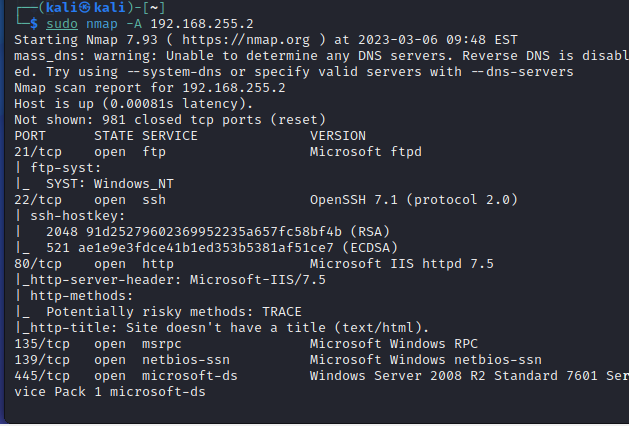 ┌──(kali㉿kali)-[~]
└─$ sudo nmap -A 192.168.255.2
Starting Nmap 7.93 ( https://nmap.org ) at 2023-03-06 09:48 EST
mass_dns: warning: Unable to determine any DNS servers. Reverse DNS is disabl
ed. Try using --system-dns or specify valid servers with --dns-servers
Nmap scan report for 192.168.255.2
Host is up (0.00081s latency).
Not shown: 981 closed tcp ports (reset)
PORT      STATE SERVICE            VERSION
21/tcp    open  ftp                Microsoft ftpd
| ftp-syst:
|_  SYST: Windows_NT
22/tcp    open  ssh                OpenSSH 7.1 (protocol 2.0)
| ssh-hostkey:
|   2048 91d25279602369952235a657fc58bf4b (RSA)
|_  521 ae1e9e3fdce41b1ed353b5381af51ce7 (ECDSA)
80/tcp    open  http               Microsoft IIS httpd 7.5
|_http-server-header: Microsoft-IIS/7.5
| http-methods:
|_  Potentially risky methods: TRACE
|_http-title: Site doesn't have a title (text/html).
135/tcp   open  msrpc              Microsoft Windows RPC
139/tcp   open  netbios-ssn        Microsoft Windows netbios-ssn
445/tcp   open  microsoft-ds       Windows Server 2008 R2 Standard 7601 Ser
vice Pack 1 microsoft-ds